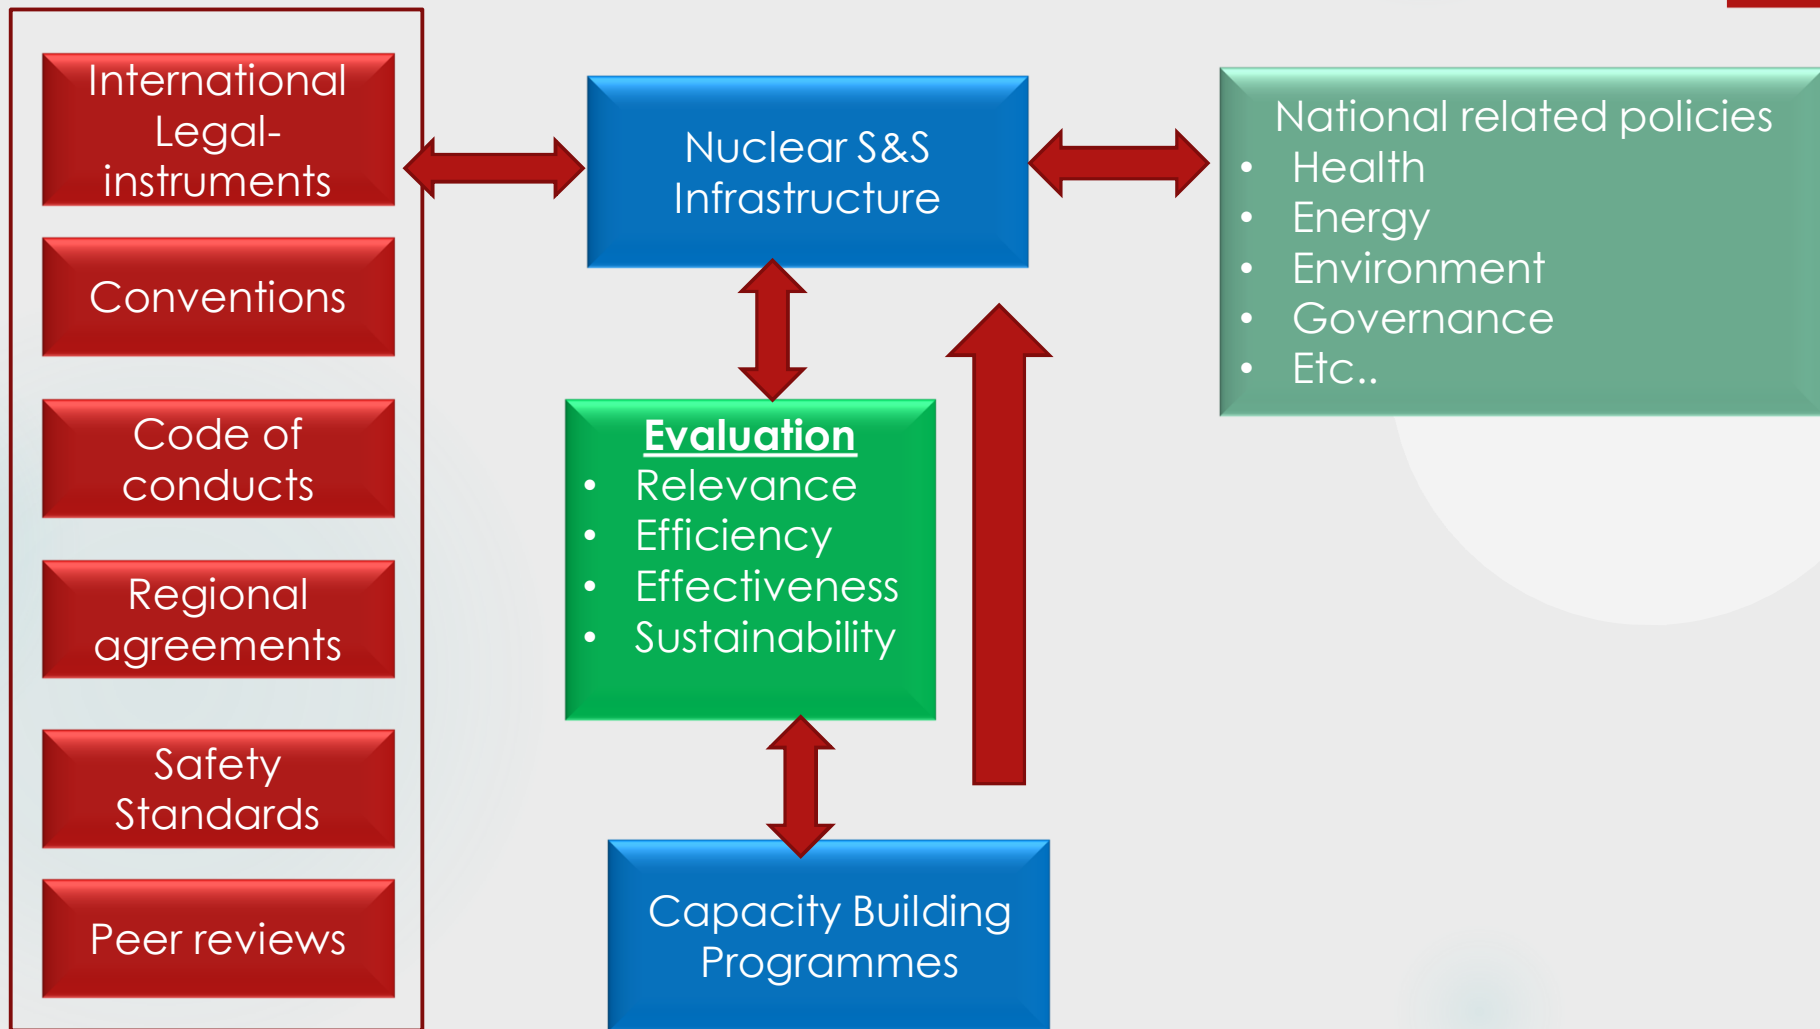 International
Legal-
instruments
Conventions
Code of
conducts
Regional
agreements
Safety
Standards
Peer reviews
Nuclear S&S
Infrastructure
Evaluation
• Relevance
• Efficiency
• Effectiveness
• Sustainability
Capacity Building
Programmes
National related policies
• Health
• Energy
• Environment
• Governance
• Etc..